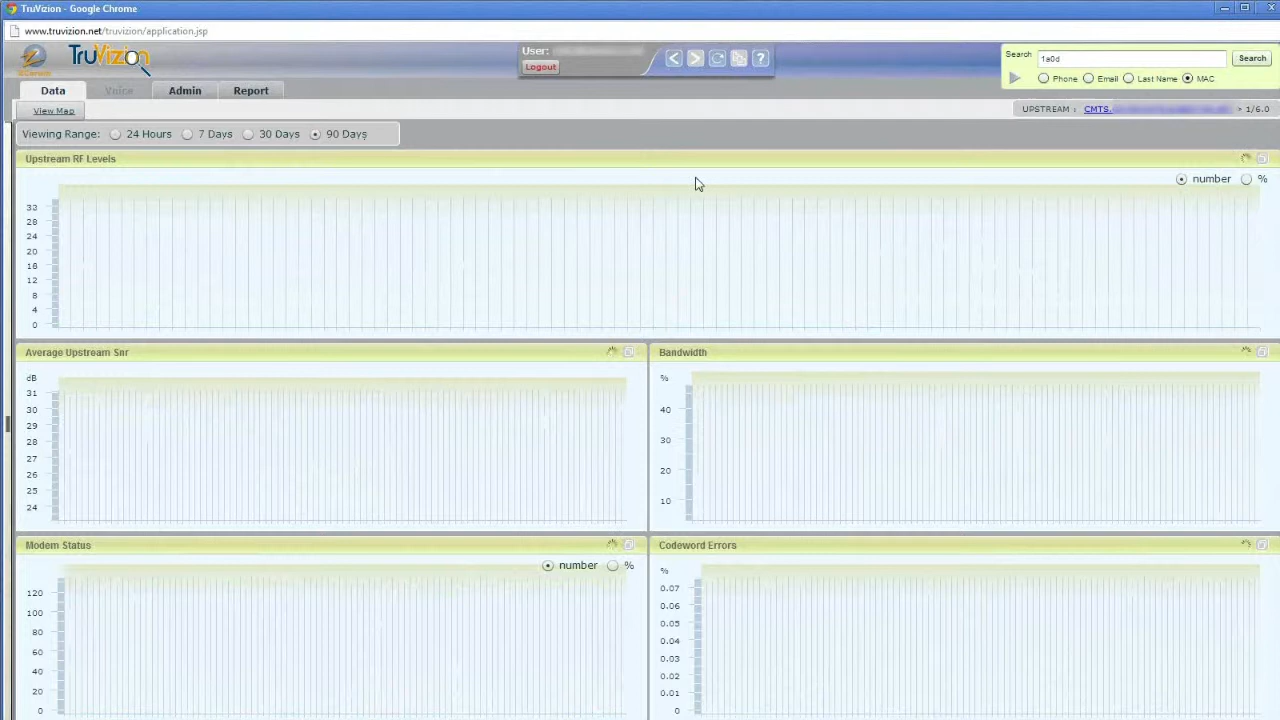 TruVizion - Google Chrome
www.truvizion.net/truvizion/application.jsp
TruVizion
User:
Logout
?
Search
1a0d
Search
Phone Email Last Name MAC
Data Voice Admin Report
View Map
UPSTREAM : CMTS. > 1/6.0
Viewing Range: 24 Hours 7 Days 30 Days 90 Days
Upstream RF Levels
number %
33
28
24
20
16
12
8
4
0
Average Upstream Snr
dB
31
30
29
28
27
26
25
24
Bandwidth
%
40
30
20
10
Modem Status
number %
120
100
80
60
40
20
0
Codeword Errors
%
0.07
0.06
0.05
0.04
0.03
0.02
0.01
0